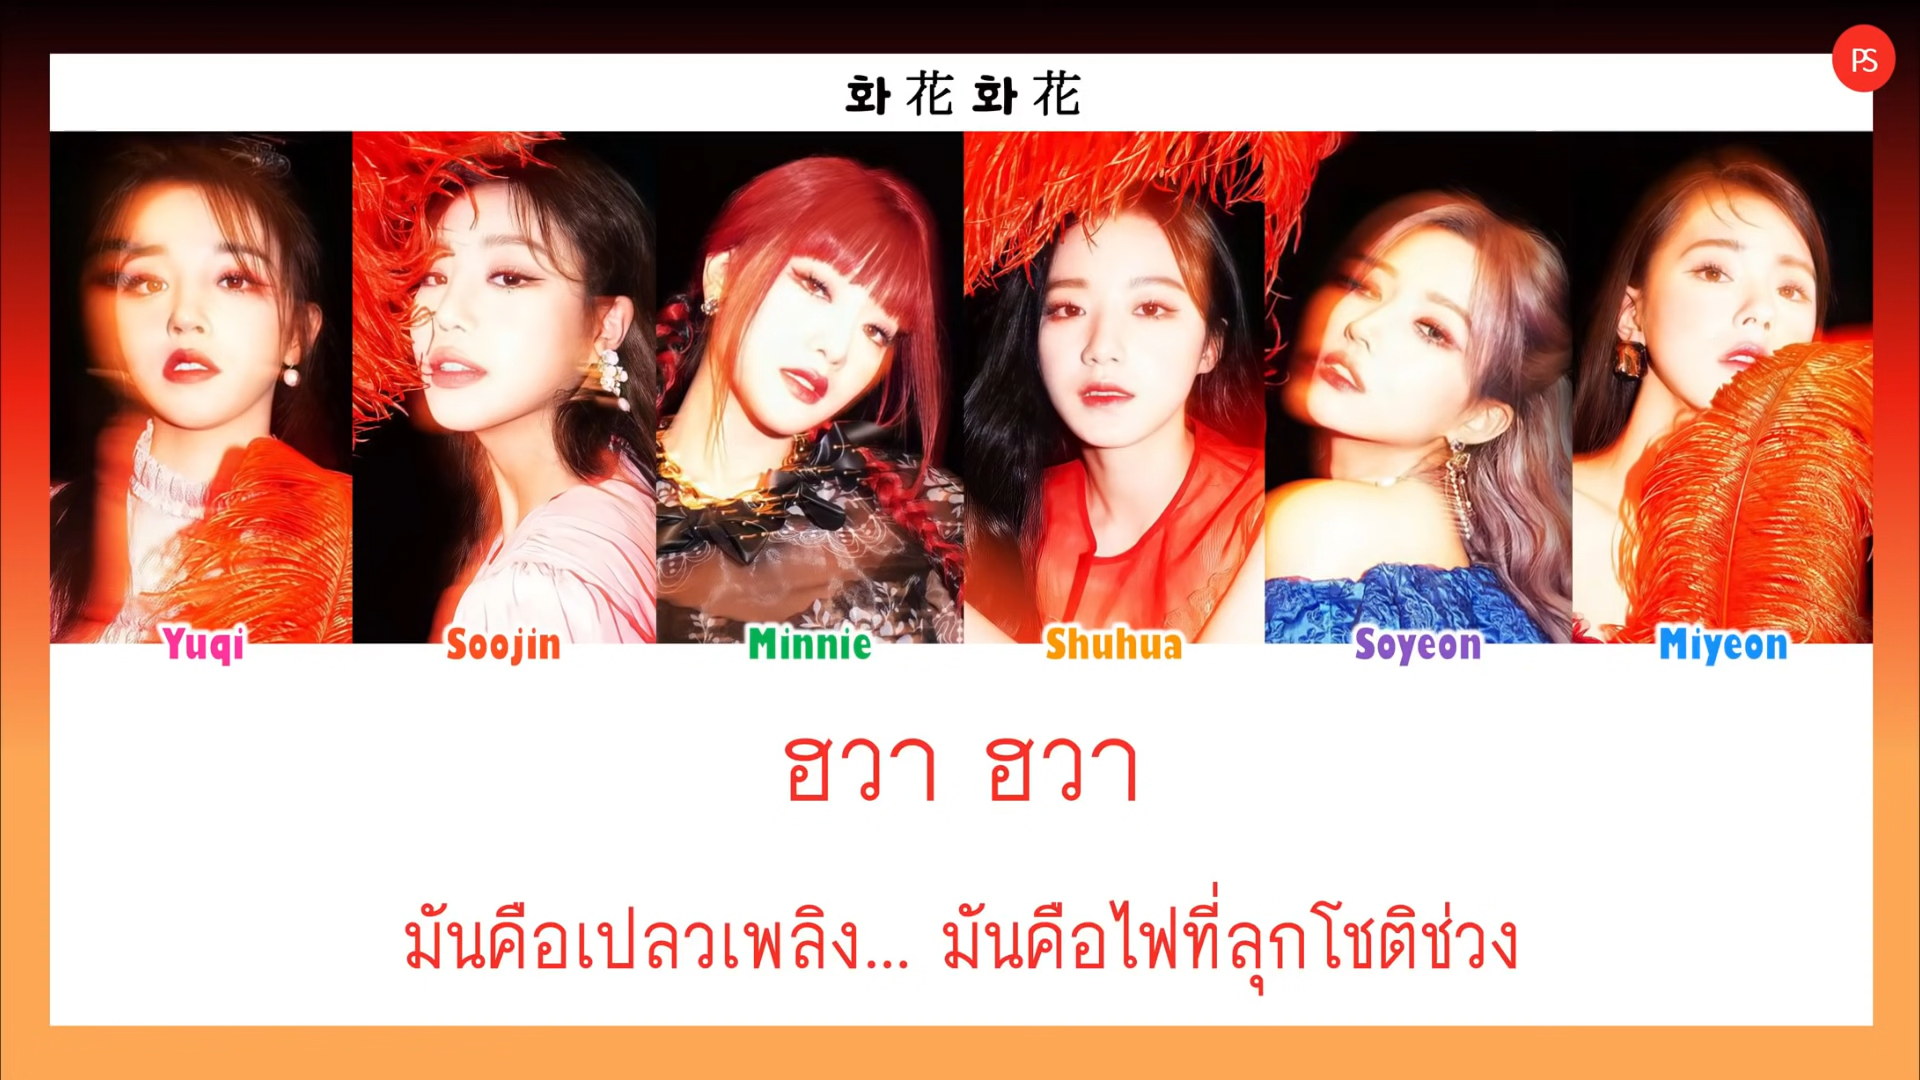 PS
화 花 화 花
Yuqi Soojin Minnie Shuhua Soyeon Miyeon
ฮวา ฮวา
มันคือเปลวเพลิง... มันคือไฟที่ลุกโชติช่วง